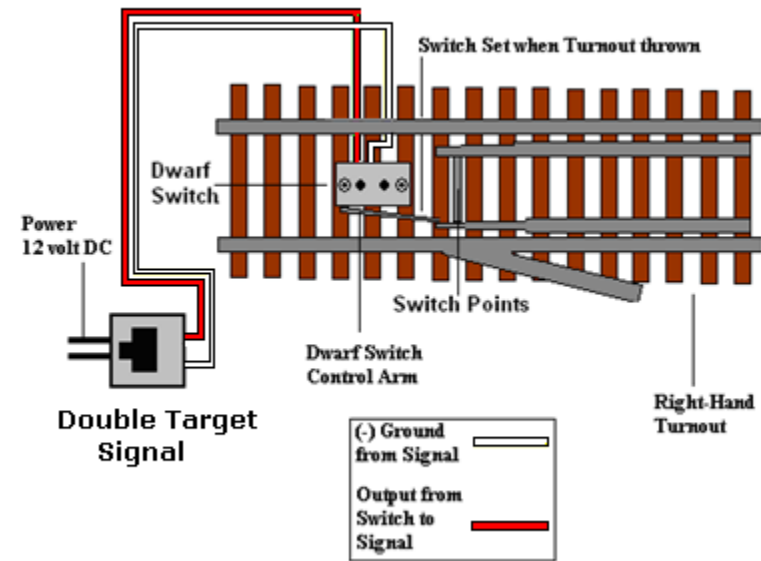 Switch Set when Turnout thrown
Dwarf
Switch
Power
12 volt DC
Switch Points
Dwarf Switch
Control Arm
Right-Hand
Turnout
Double Target
Signal
(-) Ground
from Signal
Output from
Switch to
Signal